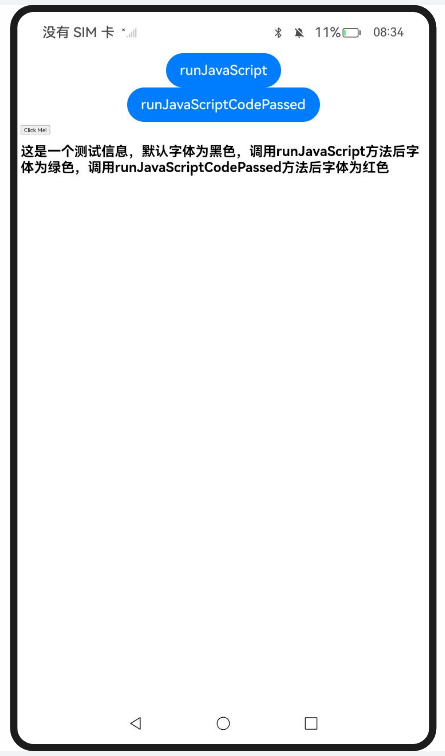 没有 SIM 卡 11% 08:34
runJavaScript
runJavaScriptCodePassed
Click Me!
这是一个测试信息，默认字体为黑色，调用runJavaScript方法后字
体为绿色，调用runJavaScriptCodePassed方法后字体为红色